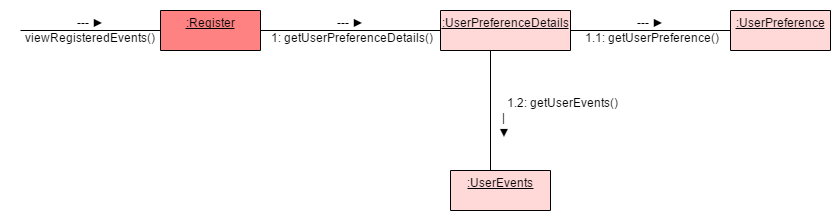 :Register
:UserPreferenceDetails
:UserPreference
viewRegisteredEvents()
1: getUserPreferenceDetails()
1.1: getUserPreference()
1.2: getUserEvents()
:UserEvents